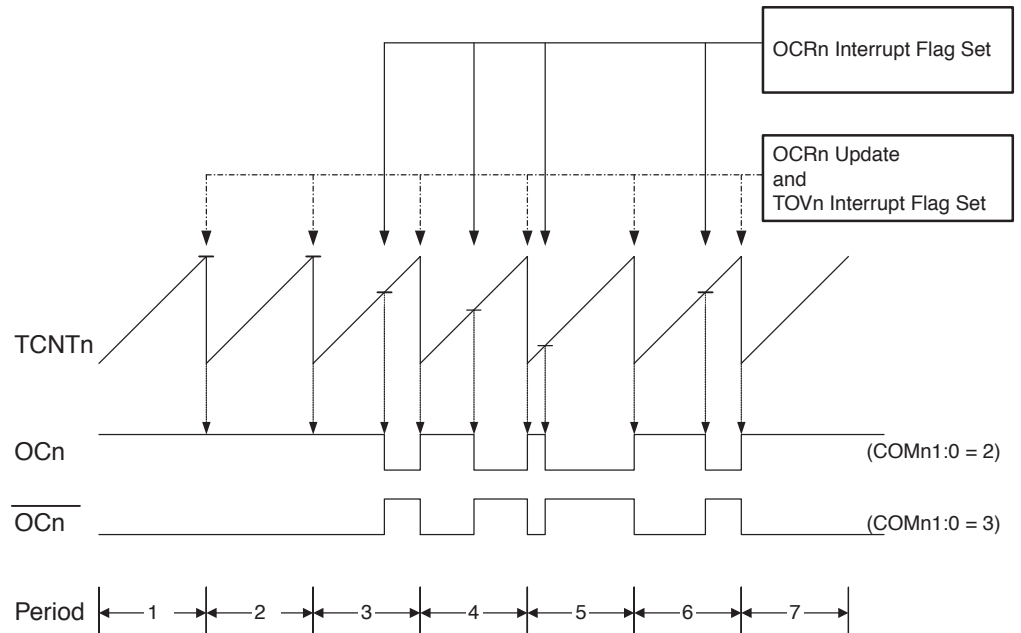 OCRn Interrupt Flag Set
OCRn Update
and
TOVn Interrupt Flag Set
TCNTn
OCn
(COMn1:0 = 2)
OCn
(COMn1:0 = 3)
Period
1
2
3
4
5
6
7